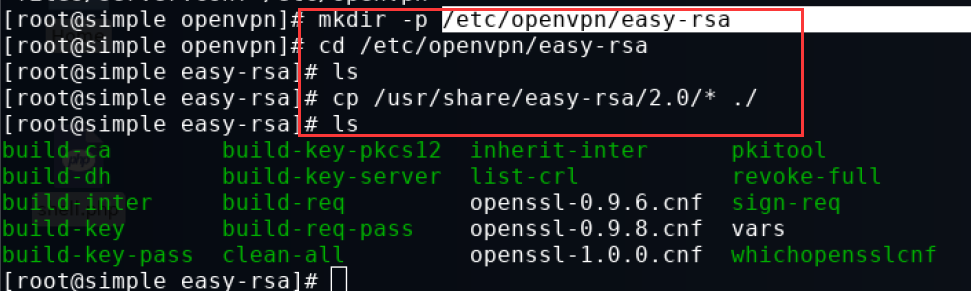 [root@simple openvpn]# mkdir -p /etc/openvpn/easy-rsa
[root@simple openvpn]# cd /etc/openvpn/easy-rsa
[root@simple easy-rsa]# ls
[root@simple easy-rsa]# cp /usr/share/easy-rsa/2.0/* ./
[root@simple easy-rsa]# ls
build-ca build-key-pkcs12 inherit-inter pkitool
build-dh build-key-server list-crl revoke-full
build-inter build-req openssl-0.9.6.cnf sign-req
build-key build-req-pass openssl-0.9.8.cnf vars
build-key-pass clean-all openssl-1.0.0.cnf whichopensslcnf
[root@simple easy-rsa]#